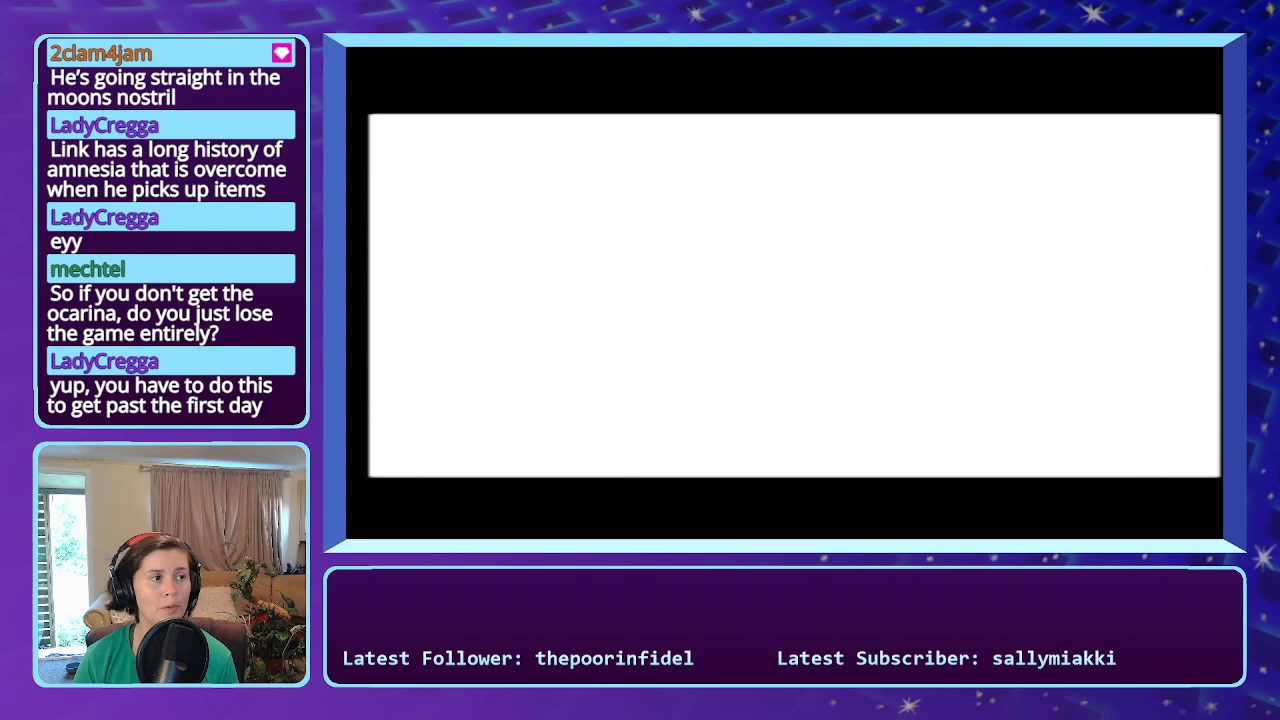 2clam4jam
He’s going straight in the
moons nostril
LadyCregga
Link has a long history of
amnesia that is overcome
when he picks up items
LadyCregga
eyy
mechtel
So if you don't get the
ocarina, do you just lose
the game entirely?
LadyCregga
yup, you have to do this
to get past the first day
Latest Follower: thepoorinfidel
Latest Subscriber: sallymiakki